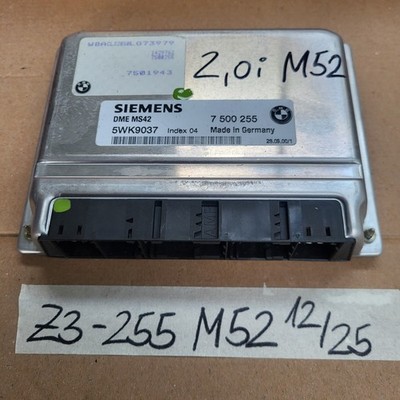 2,0i M52
7501943
SIEMENS
DME MS42
7 500 255
5WK9037 Index 04 Made in Germany
Z3-255 M52 12/25